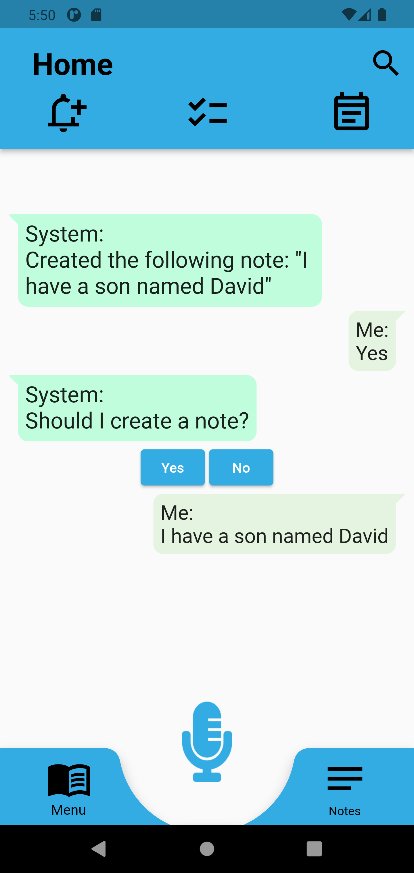 5:50
Home
System:
Created the following note: "I
have a son named David"
Me:
Yes
System:
Should I create a note?
Yes
No
Me:
I have a son named David
Menu
Notes